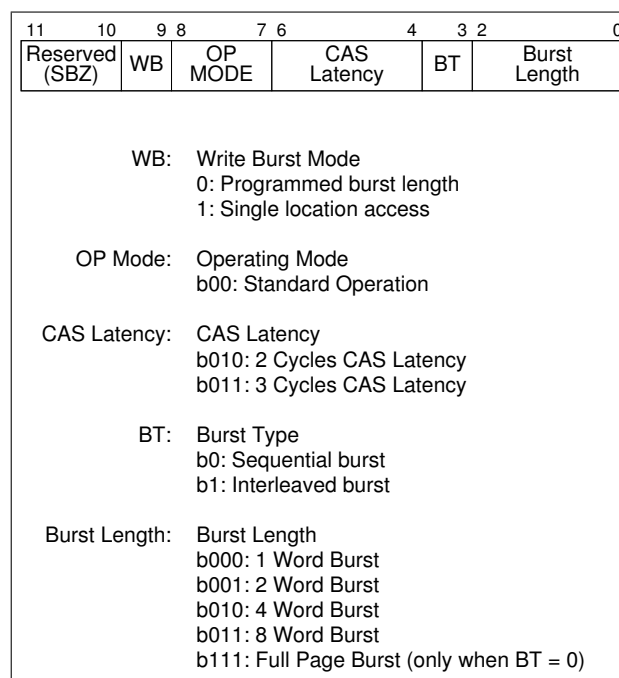 11 10 9 8 7 6 4 3 2 0
Reserved (SBZ) WB OP MODE CAS Latency BT Burst Length
WB: Write Burst Mode
0: Programmed burst length
1: Single location access
OP Mode: Operating Mode
b00: Standard Operation
CAS Latency: CAS Latency
b010: 2 Cycles CAS Latency
b011: 3 Cycles CAS Latency
BT: Burst Type
b0: Sequential burst
b1: Interleaved burst
Burst Length: Burst Length
b000: 1 Word Burst
b001: 2 Word Burst
b010: 4 Word Burst
b011: 8 Word Burst
b111: Full Page Burst (only when BT = 0)